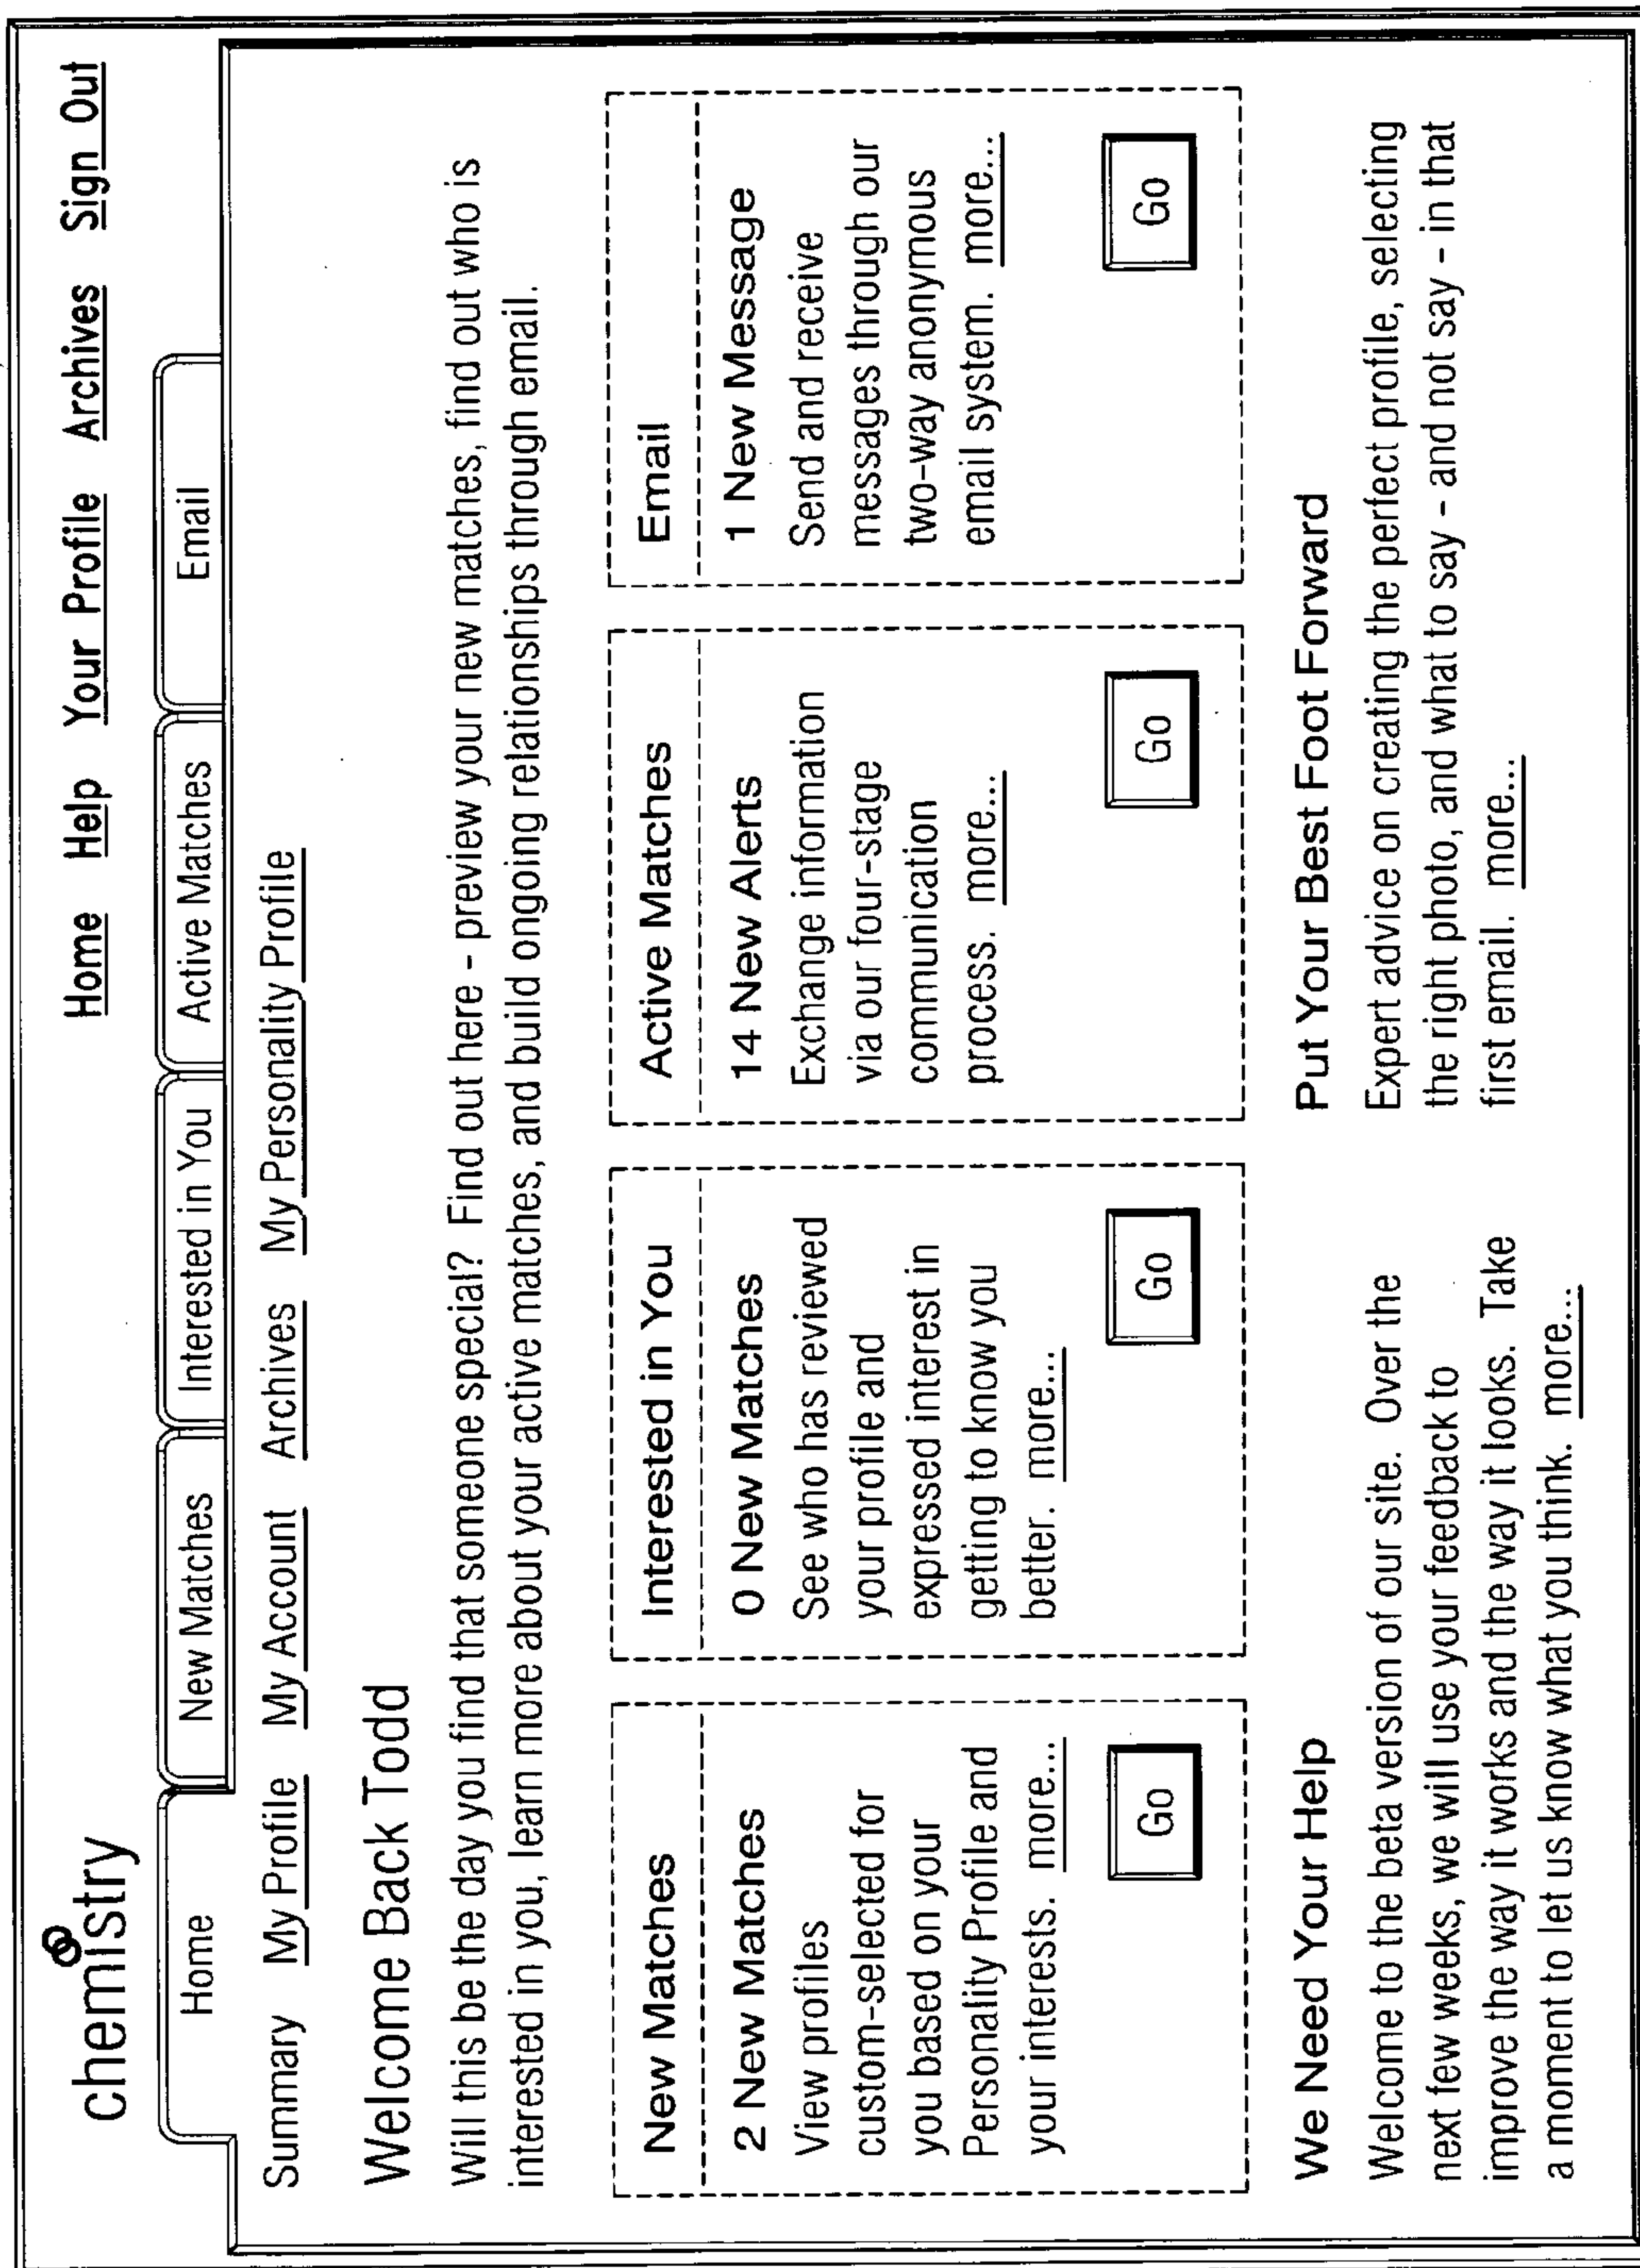 chemistry
Home Help Your Profile Archives Sign Out
Home New Matches Interested in You Active Matches Email
Summary My Profile My Account Archives My Personality Profile
Welcome Back Todd
Will this be the day you find that someone special? Find out here - preview your new matches, find out who is
interested in you, learn more about your active matches, and build ongoing relationships through email.
New Matches
2 New Matches
View profiles
custom-selected for
you based on your
Personality Profile and
your interests. more...
Go
Interested in You
0 New Matches
See who has reviewed
your profile and
expressed interest in
getting to know you
better. more...
Go
Active Matches
14 New Alerts
Exchange information
via our four-stage
communication
process. more...
Go
Email
1 New Message
Send and receive
messages through our
two-way anonymous
email system. more...
Go
We Need Your Help
Welcome to the beta version of our site. Over the
next few weeks, we will use your feedback to
improve the way it works and the way it looks. Take
a moment to let us know what you think. more...
Put Your Best Foot Forward
Expert advice on creating the perfect profile, selecting
the right photo, and what to say - and not say - in that
first email. more...